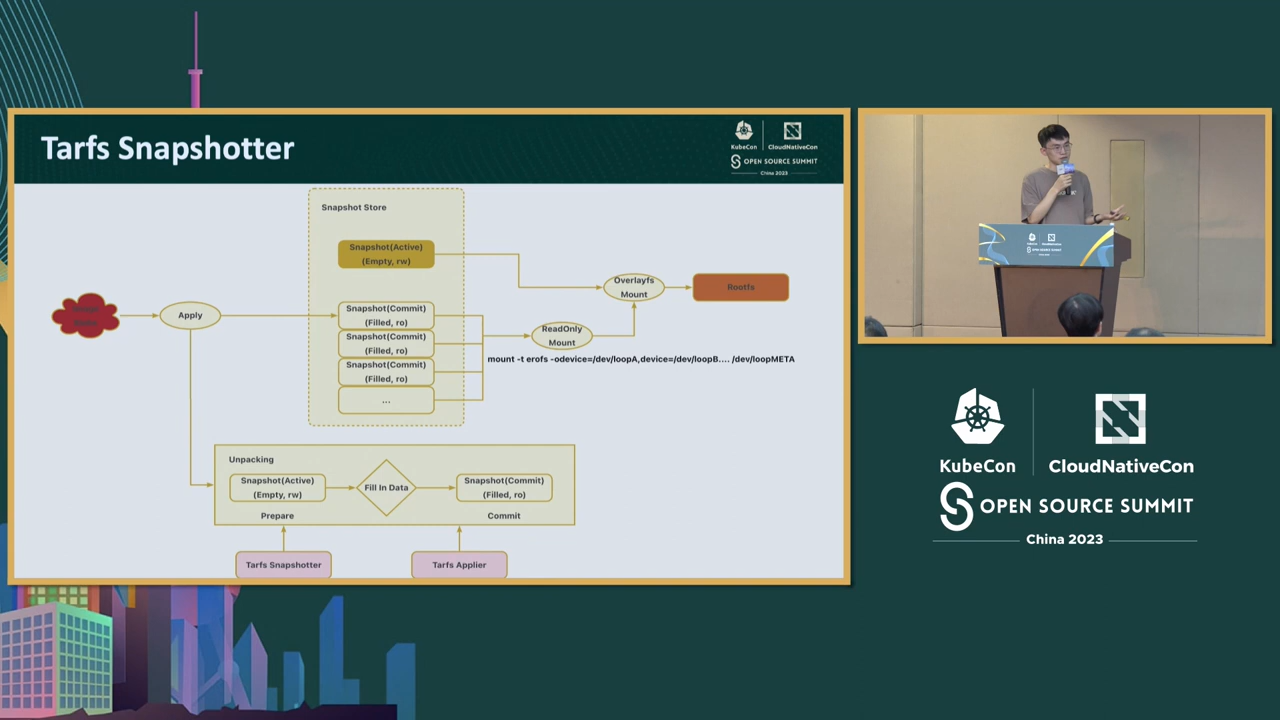 Tarfs Snapshotter
KubeCon
CloudNativeCon
OPEN SOURCE SUMMIT
China 2023
Snapshot Store
Snapshot(Active)
(Empty, rw)
Snapshot(Commit)
(Filled, ro)
Snapshot(Commit)
(Filled, ro)
Snapshot(Commit)
(Filled, ro)
...
Apply
Overlayfs
Mount
Rootfs
ReadOnly
Mount
mount -t erofs -odevice=/dev/loopA,device=/dev/loopB.... /dev/loopMETA
Unpacking
Snapshot(Active)
(Empty, rw)
Fill In Data
Snapshot(Commit)
(Filled, ro)
Prepare
Commit
Tarfs Snapshotter
Tarfs Applier
KubeCon
CloudNativeCon
OPEN SOURCE SUMMIT
China 2023